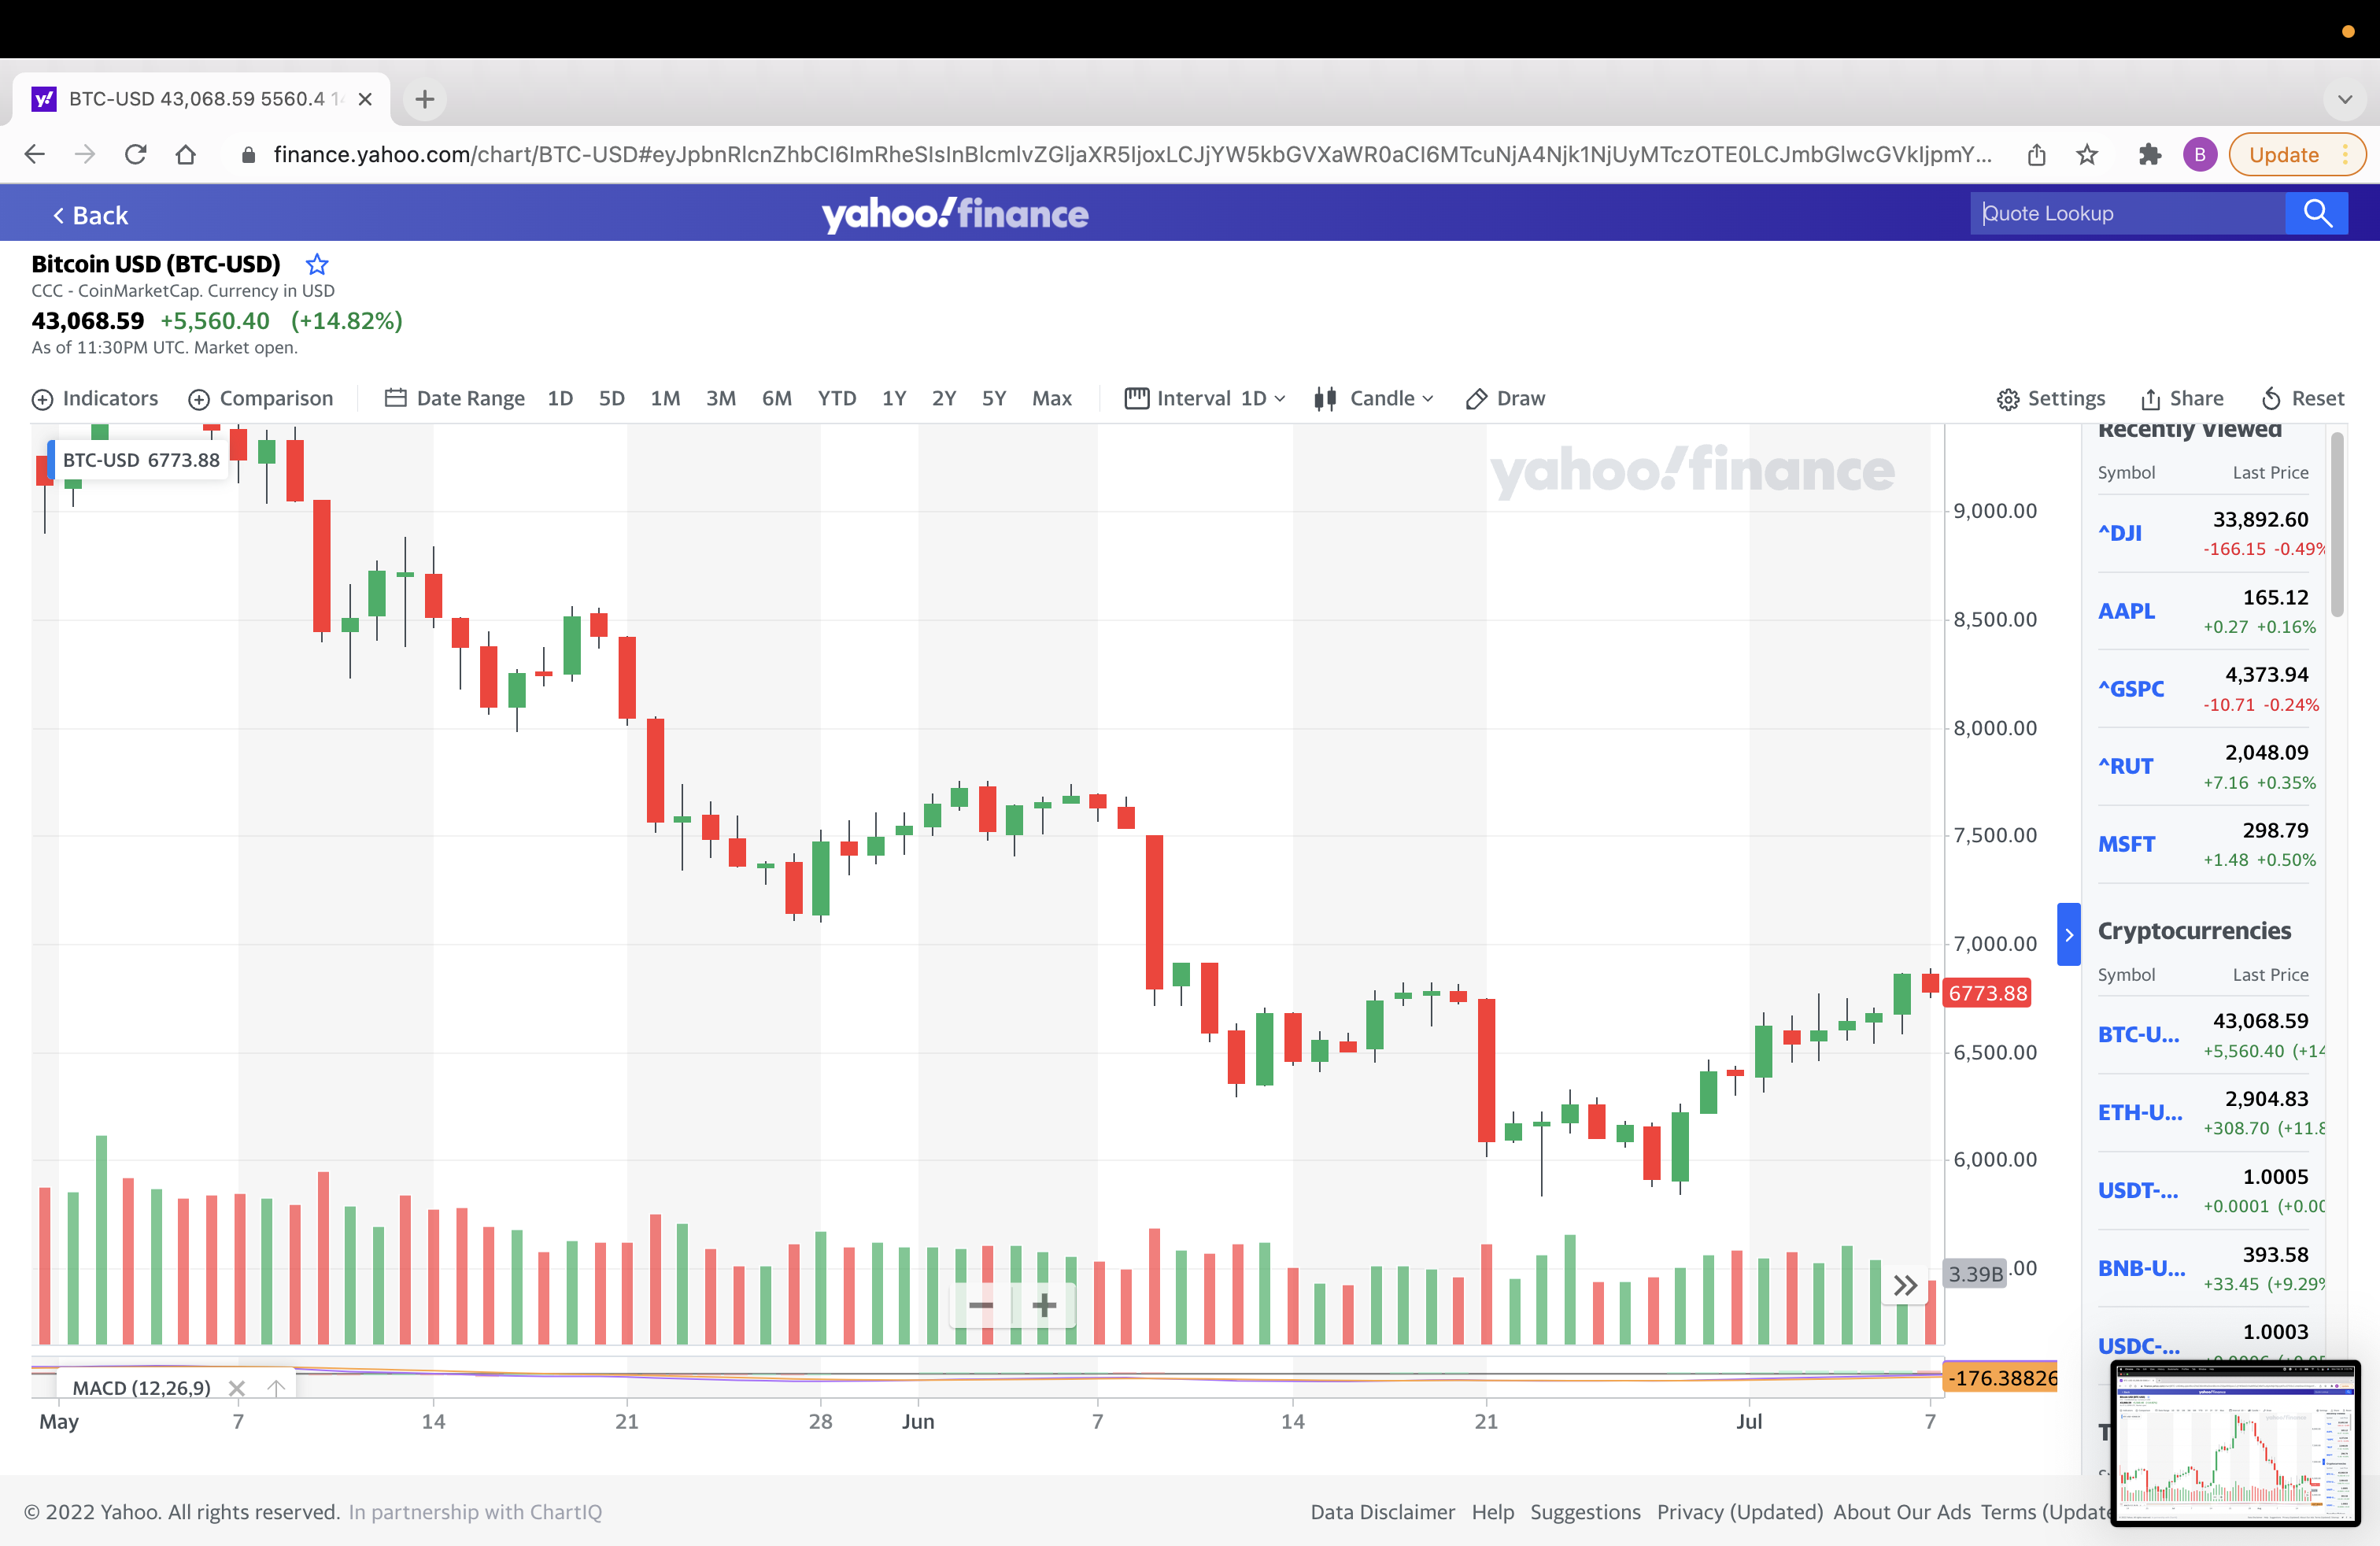 BTC-USD 43,068.59 5560.4
finance.yahoo.com/chart/BTC-USD#eyJpbnRlcnZhbCI6ImRheSIsInBlcmlvZGljaXR5IjoxLCJjYW5kbGVXaWR0aCI6MTcuNjA4Njk1NjUyMTczOTE0LCJmbGlwcGVkIjpmY...
B
Update
Back
yahoo!finance
Quote Lookup
Bitcoin USD (BTC-USD)
CCC - CoinMarketCap. Currency in USD
43,068.59 +5,560.40 (+14.82%)
As of 11:30PM UTC. Market open.
Indicators Comparison Date Range 1D 5D 1M 3M 6M YTD 1Y 2Y 5Y Max Interval 1D Candle Draw Settings Share Reset
BTC-USD 6773.88
yahoo!finance
9,000.00
8,500.00
8,000.00
7,500.00
7,000.00
6773.88
6,500.00
6,000.00
3.39B .00
MACD (12,26,9)
-176.38826
May 7 14 21 28 Jun 7 14 21 Jul 7
Recently Viewed
Symbol Last Price
^DJI 33,892.60
-166.15 -0.49%
AAPL 165.12
+0.27 +0.16%
^GSPC 4,373.94
-10.71 -0.24%
^RUT 2,048.09
+7.16 +0.35%
MSFT 298.79
+1.48 +0.50%
Cryptocurrencies
Symbol Last Price
BTC-U... 43,068.59
+5,560.40 (+14
ETH-U... 2,904.83
+308.70 (+11.8
USDT-... 1.0005
+0.0001 (+0.00
BNB-U... 393.58
+33.45 (+9.29%
USDC-... 1.0003
© 2022 Yahoo. All rights reserved. In partnership with ChartIQ
Data Disclaimer Help Suggestions Privacy (Updated) About Our Ads Terms (Update